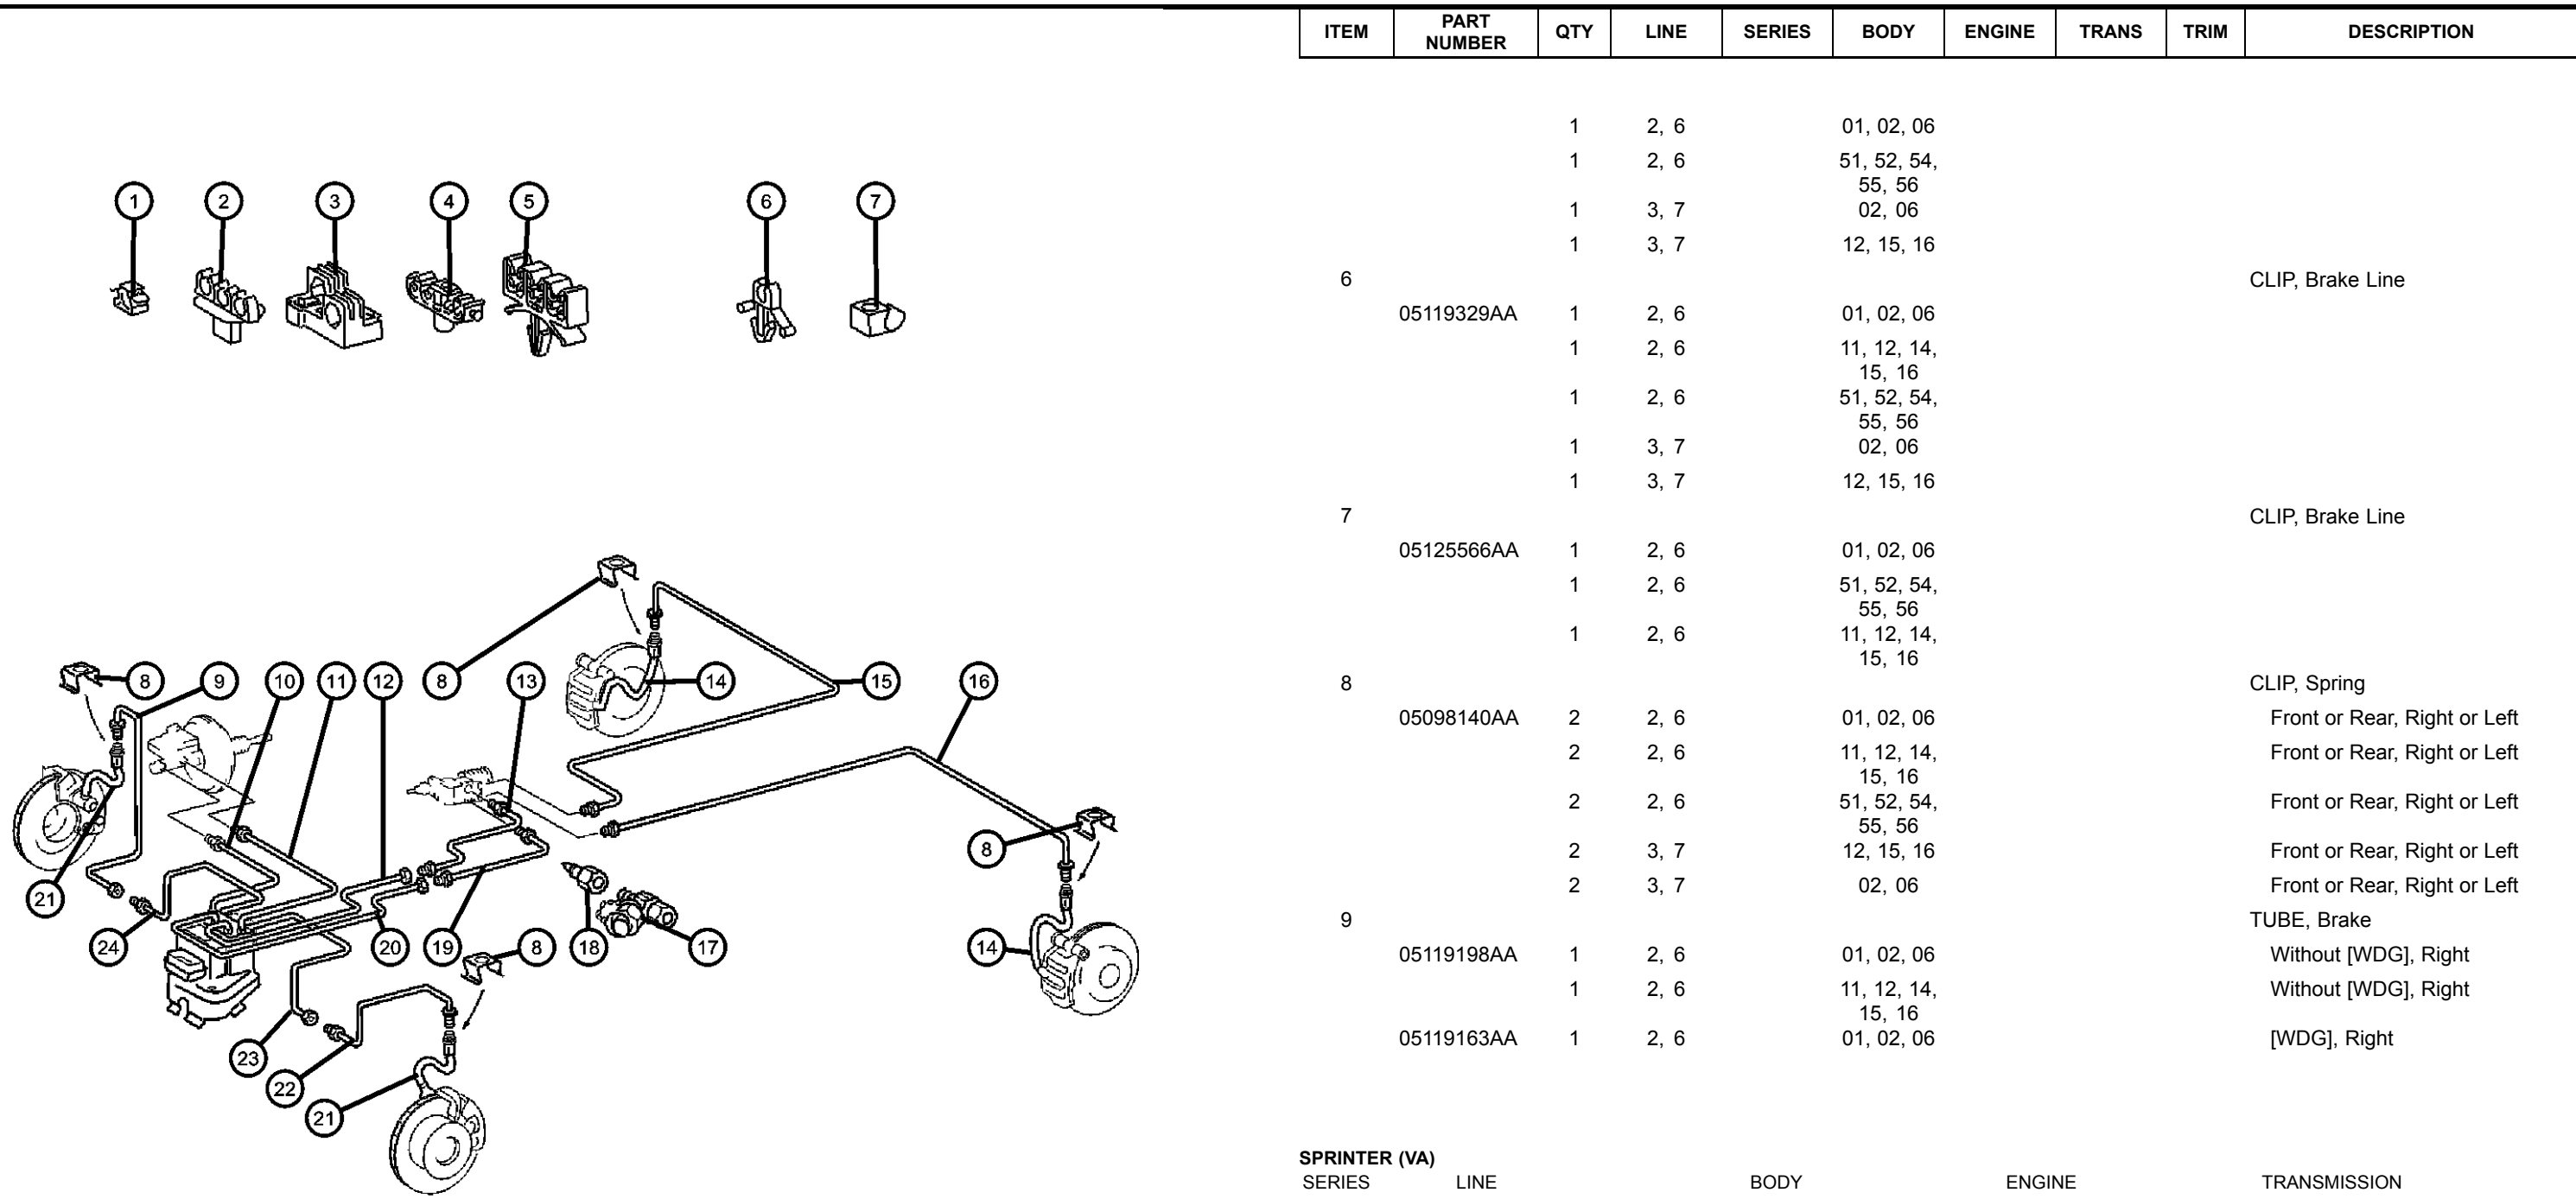 ITEM PART NUMBER QTY LINE SERIES BODY ENGINE TRANS TRIM DESCRIPTION
1 2, 6 01, 02, 06
1 2, 6 51, 52, 54,
55, 56
1 3, 7 02, 06
1 3, 7 12, 15, 16
6 CLIP, Brake Line
05119329AA 1 2, 6 01, 02, 06
1 2, 6 11, 12, 14,
15, 16
1 2, 6 51, 52, 54,
55, 56
1 3, 7 02, 06
1 3, 7 12, 15, 16
7 CLIP, Brake Line
05125566AA 1 2, 6 01, 02, 06
1 2, 6 51, 52, 54,
55, 56
1 2, 6 11, 12, 14,
15, 16
8 CLIP, Spring
05098140AA 2 2, 6 01, 02, 06 Front or Rear, Right or Left
2 2, 6 11, 12, 14, Front or Rear, Right or Left
15, 16
2 2, 6 51, 52, 54, Front or Rear, Right or Left
55, 56
2 3, 7 12, 15, 16 Front or Rear, Right or Left
2 3, 7 02, 06 Front or Rear, Right or Left
9 TUBE, Brake
05119198AA 1 2, 6 01, 02, 06 Without [WDG], Right
1 2, 6 11, 12, 14, Without [WDG], Right
15, 16
05119163AA 1 2, 6 01, 02, 06 [WDG], Right
SPRINTER (VA)
SERIES LINE BODY ENGINE TRANSMISSION
1 2 3 4 5 6 7
8 9 10 11 12 8 13 14 15 16
8
21
24 20 19 8 18 17 14
23
22
21